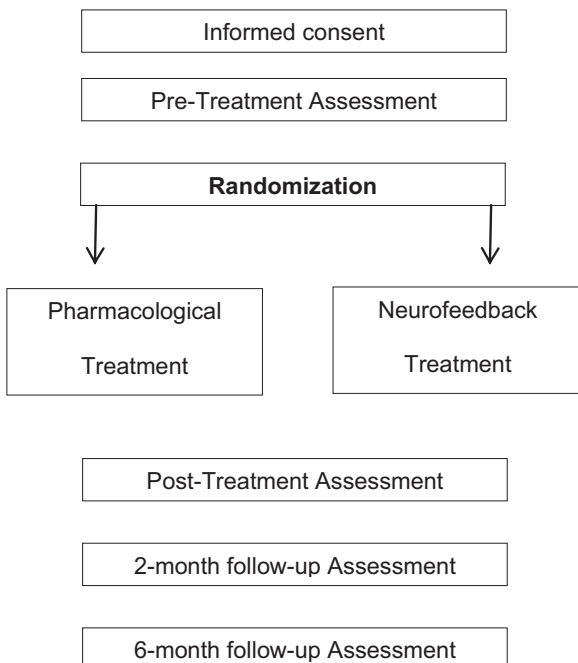 Informed consent
Pre-Treatment Assessment
Randomization
Pharmacological
Treatment
Neurofeedback
Treatment
Post-Treatment Assessment
2-month follow-up Assessment
6-month follow-up Assessment